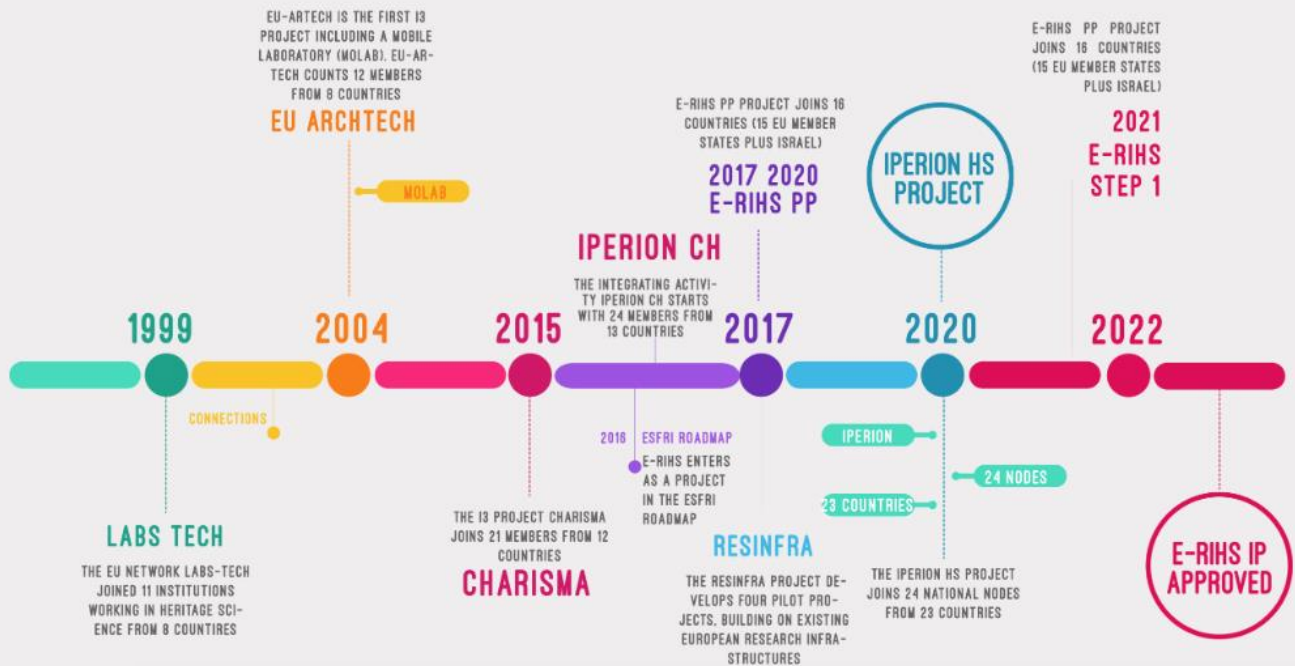 EU-ARTECH IS THE FIRST I3
PROJECT INCLUDING A MOBILE
LABORATORY (MOLAB). EU-AR-
TECH COUNTS 12 MEMBERS
FROM 8 COUNTRIES
EU ARCHTECH
MOLAB
E-RIHS PP PROJECT JOINS 16
COUNTRIES (15 EU MEMBER
STATES PLUS ISRAEL)
2017 2020
E-RIHS PP
IPERION HS
PROJECT
E-RIHS PP PROJECT
JOINS 16 COUNTRIES
(15 EU MEMBER STATES
PLUS ISRAEL)
2021
E-RIHS
STEP 1
IPERION CH
THE INTEGRATING ACTIVI-
TY IPERION CH STARTS
WITH 24 MEMBERS FROM
13 COUNTRIES
1999
2004
2015
2017
2020
2022
CONNECTIONS
2016 ESFRI ROADMAP
E-RIHS ENTERS
AS A PROJECT
IN THE ESFRI
ROADMAP
IPERION
24 NODES
23 COUNTRIES
LABS TECH
THE EU NETWORK LABS-TECH
JOINED 11 INSTITUTIONS
WORKING IN HERITAGE SCI-
ENCE FROM 8 COUNTIRES
THE I3 PROJECT CHARISMA
JOINS 21 MEMBERS FROM 12
COUNTRIES
CHARISMA
RESINFRA
THE RESINFRA PROJECT DE-
VELOPS FOUR PILOT PRO-
JECTS, BUILDING ON EXISTING
EUROPEAN RESEARCH INFRA-
STRUCTURES
THE IPERION HS PROJECT
JOINS 24 NATIONAL NODES
FROM 23 COUNTRIES
E-RIHS IP
APPROVED